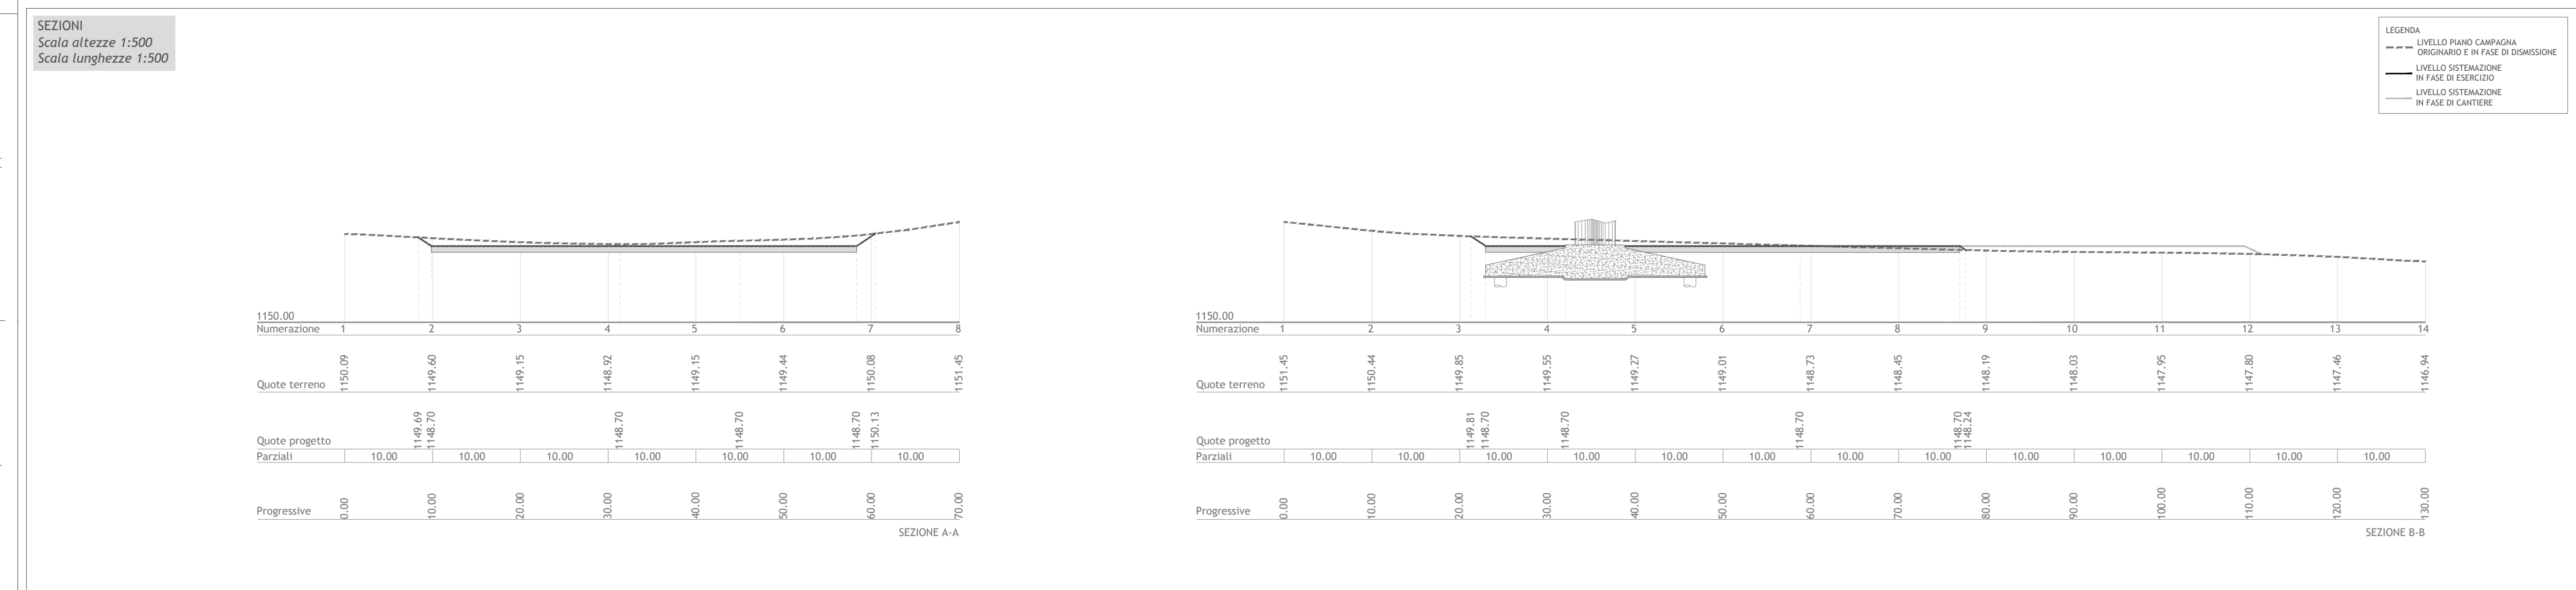 SEZIONI
Scala altezze 1:500
Scala lunghezze 1:500
LEGENDA
LIVELLO PIANO CAMPAGNA
ORIGINARIO E IN FASE DI DISMISSIONE
LIVELLO SISTEMAZIONE
IN FASE DI ESERCIZIO
LIVELLO SISTEMAZIONE
IN FASE DI CANTIERE
1150.00
Numerazione 1 2 3 4 5 6 7 8
Quote terreno 1150.09 1149.60 1149.15 1148.92 1149.15 1149.44 1150.08 1151.45
Quote progetto 1149.69 1148.70 1148.70 1148.70 1148.70 1150.13
Parziali 10.00 10.00 10.00 10.00 10.00 10.00 10.00
Progressive 0.00 10.00 20.00 30.00 40.00 50.00 60.00 70.00
SEZIONE A-A
1150.00
Numerazione 1 2 3 4 5 6 7 8 9 10 11 12 13 14
Quote terreno 1151.45 1150.44 1149.85 1149.55 1149.27 1149.01 1148.73 1148.45 1148.19 1148.03 1147.95 1147.80 1147.46 1146.94
Quote progetto 1149.81 1148.70 1148.70 1148.70 1148.70 1148.24
Parziali 10.00 10.00 10.00 10.00 10.00 10.00 10.00 10.00 10.00 10.00 10.00 10.00 10.00
Progressive 0.00 10.00 20.00 30.00 40.00 50.00 60.00 70.00 80.00 90.00 100.00 110.00 120.00 130.00
SEZIONE B-B